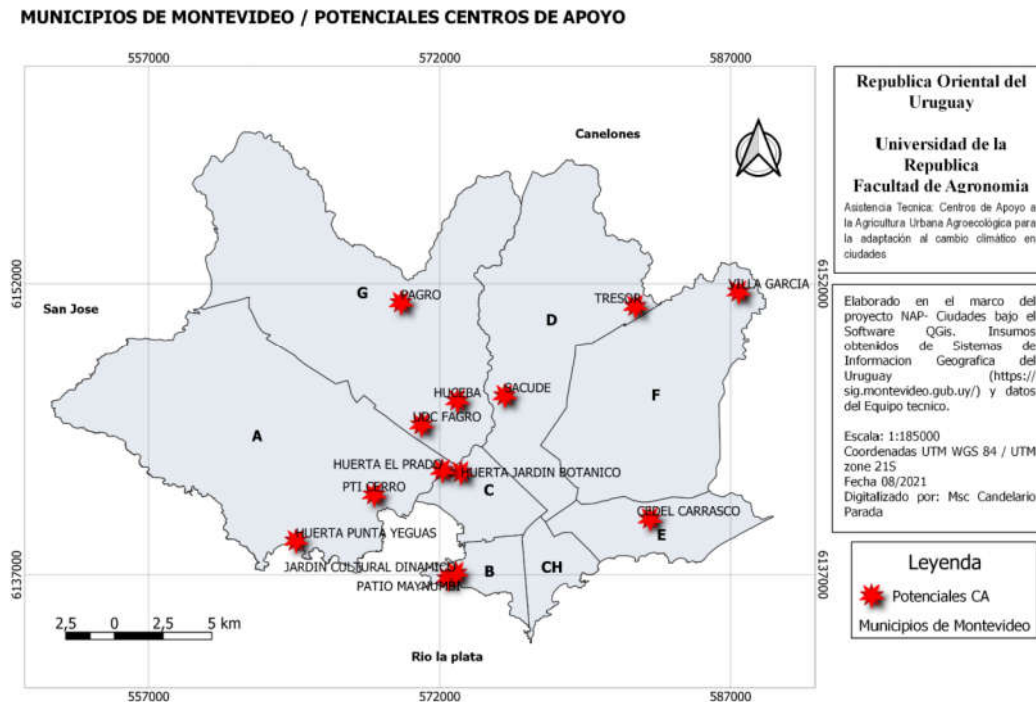 MUNICIPIOS DE MONTEVIDEO / POTENCIALES CENTROS DE APOYO
557000
572000
587000
Canelones
6152000
6152000
San Jose
G
PAGRO
D
TRESOR
VILLA GARCIA
HUCEBA
SACUDE
F
UDC FAGRO
A
HUERTA EL PRADO
HUERTA JARDIN BOTANICO
PTI CERRO
C
CEDEL CARRASCO
E
HUERTA PUNTA YEGUAS
JARDIN CULTURAL DINAMICO
B
CH
PATIO MAYNUMBI
6137000
6137000
2,5 0 2,5 5 km
Rio la plata
557000
572000
587000
Republica Oriental del
Uruguay
Universidad de la
Republica
Facultad de Agronomia
Asistencia Tecnica: Centros de Apoyo a
la Agricultura Urbana Agroecológica para
la adaptación al cambio climático en
ciudades
Elaborado en el marco del
proyecto NAP- Ciudades bajo el
Software QGis. Insumos
obtenidos de Sistemas de
Informacion Geografica del
Uruguay (https://
sig.montevideo.gub.uy/) y datos
del Equipo tecnico.
Escala: 1:185000
Coordenadas UTM WGS 84 / UTM
zone 21S
Fecha 08/2021
Digitalizado por: Msc Candelario
Parada
Leyenda
Potenciales CA
Municipios de Montevideo